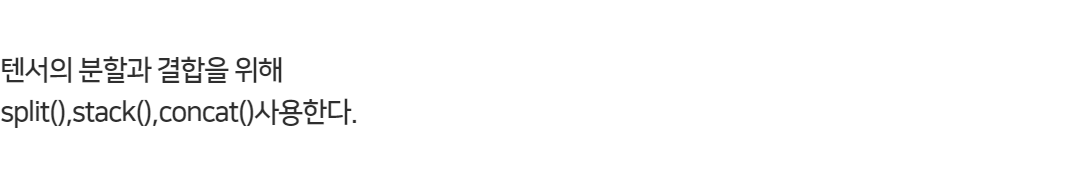 텐서의 분할과 결합을 위해
split(),stack(),concat()사용한다.